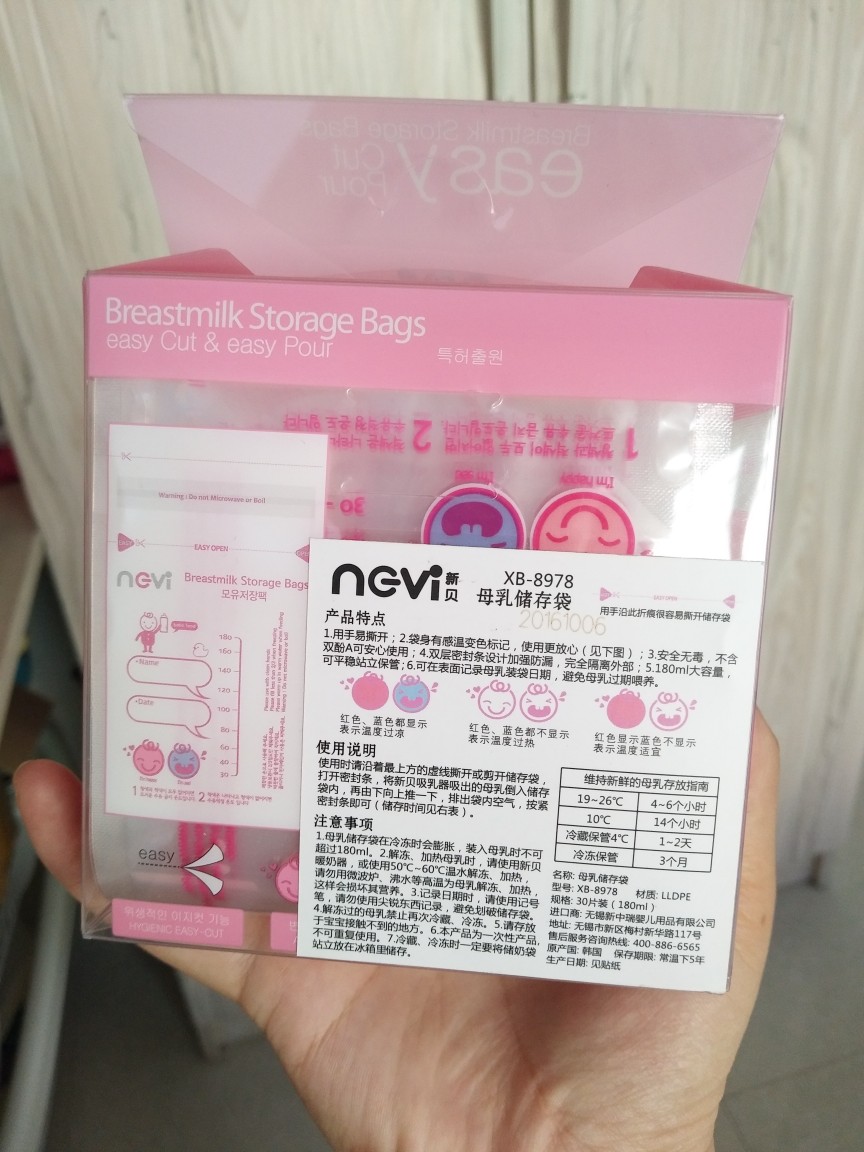 Breastmilk Storage Bags
easy
Cut
Pour
Breastmilk Storage Bags
easy Cut & easy Pour
특허출원
I'm happy
I'm sad
Warning : Do not Microwave or Boil
EASY OPEN
nevi
Breastmilk Storage Bags
모유저장팩
•Name
•Date
180
160
140
120
100
80
60
30
easy
위생적인 이지컷 기능
HYGIENIC EASY-CUT
nevi新贝
XB-8978
母乳储存袋
EASY OPEN
用手沿此折痕很容易撕开储存袋
20161006
产品特点
1.用手易撕开；2.袋身有感温变色标记，使用更放心（见下图）；3.安全无毒，不含
双酚A可安心使用；4.双层密封条设计加强防漏，完全隔离外部；5.180ml大容量，
可平稳站立保管；6.可在表面记录母乳装袋日期，避免母乳过期喂养。
红色、蓝色都显示
表示温度过凉
红色、蓝色都不显示
表示温度过热
红色显示蓝色不显示
表示温度适宜
使用说明
使用时请沿着最上方的虚线撕开或剪开储存袋，
打开密封条，将新贝吸乳器吸出的母乳倒入储存
袋内，再由下向上推一下，排出袋内空气，按紧
密封条即可（储存时间见右表）。
注意事项
1.母乳储存袋在冷冻时会膨胀，装入母乳时不可
超过180ml。2.解冻、加热母乳时，请使用新贝
暖奶器，或使用50℃~60℃温水解冻、加热，
请勿用微波炉、沸水等高温为母乳解冻、加热，
这样会损坏其营养。3.记录日期时，请使用记号
笔，请勿使用尖锐东西记录，避免划破储存袋。
4.解冻过的母乳禁止再次冷藏、冷冻。5.请存放
于宝宝接触不到的地方。6.本产品为一次性产品，
不可重复使用。7.冷藏、冷冻时一定要将储奶袋
站立放在冰箱里储存。
维持新鲜的母乳存放指南
19~26℃ 4~6个小时
10℃ 14个小时
冷藏保管4℃ 1~2天
冷冻保管 3个月
名称: 母乳储存袋
型号: XB-8978 材质: LLDPE
规格: 30片装（180ml）
进口商: 无锡新中瑞婴儿用品有限公司
地址: 无锡市新区梅村新华路117号
售后服务咨询热线: 400-886-6565
原产国: 韩国 保存期限: 常温下5年
生产日期: 见贴纸